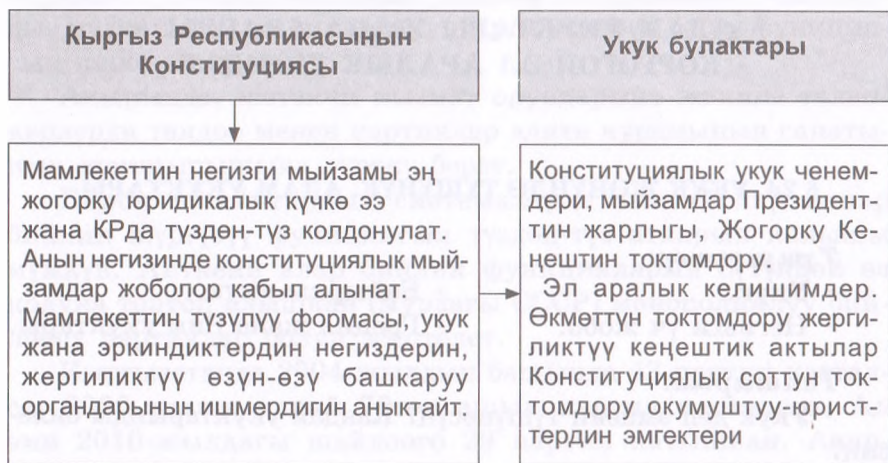 Кыргыз Республикасынын
Конституциясы
Укук булактары
Мамлекеттин негизги мыйзамы эң
жогорку юридикалык күчкө ээ
жана КРда түздөн-түз колдонулат.
Анын негизинде конституциялык мый-
замдар жоболор кабыл алынат.
Мамлекеттин түзүлүш формасын, укук
жана эркиндиктердин негиздерин,
жергиликтүү өзүн-өзү башкаруу
органдарынын ишмердигин аныктайт.
Конституциялык укук ченем-
дери, мыйзамдар Президент-
тин жарлыгы, Жогорку Ке-
ңештин токтомдору.
Эл аралык келишимдер.
Өкмөттүн токтомдору жерги-
ликтүү кеңештик актылар
Конституциялык соттун ток-
томдору окумуштуу-юрист-
тердин эмгектери